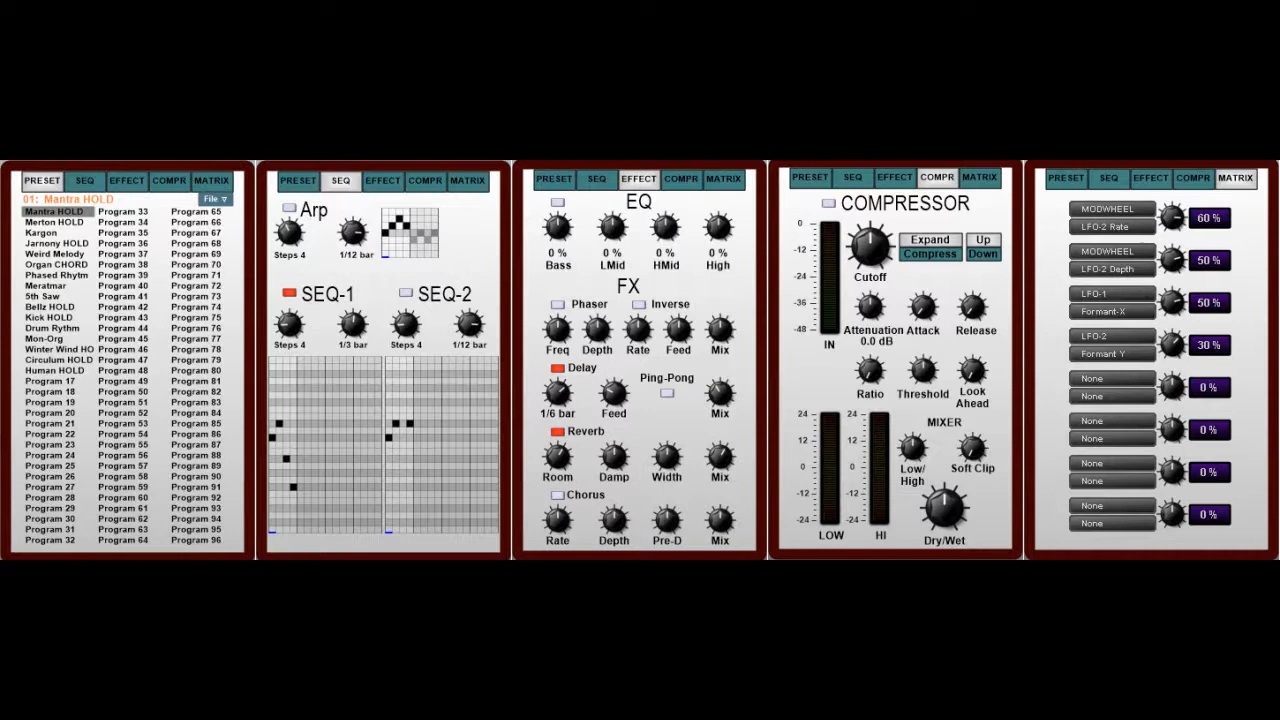 PRESET SEQ EFFECT COMPR MATRIX
01: Mantra HOLD File
Mantra HOLD Program 33 Program 65
Merton HOLD Program 34 Program 66
Kargon Program 35 Program 67
Jarnony HOLD Program 36 Program 68
Weird Melody Program 37 Program 69
Organ CHORD Program 38 Program 70
Phased Rhytm Program 39 Program 71
Meratmar Program 40 Program 72
5th Saw Program 41 Program 73
Bellz HOLD Program 42 Program 74
Kick HOLD Program 43 Program 75
Drum Rythm Program 44 Program 76
Mon-Org Program 45 Program 77
Winter Wind HO Program 46 Program 78
Circulum HOLD Program 47 Program 79
Human HOLD Program 48 Program 80
Program 17 Program 49 Program 81
Program 18 Program 50 Program 82
Program 19 Program 51 Program 83
Program 20 Program 52 Program 84
Program 21 Program 53 Program 85
Program 22 Program 54 Program 86
Program 23 Program 55 Program 87
Program 24 Program 56 Program 88
Program 25 Program 57 Program 89
Program 26 Program 58 Program 90
Program 27 Program 59 Program 91
Program 28 Program 60 Program 92
Program 29 Program 61 Program 93
Program 30 Program 62 Program 94
Program 31 Program 63 Program 95
Program 32 Program 64 Program 96
PRESET SEQ EFFECT COMPR MATRIX
Arp
Steps 4 1/12 bar
SEQ-1 SEQ-2
Steps 4 1/3 bar Steps 4 1/12 bar
PRESET SEQ EFFECT COMPR MATRIX
EQ
0 % 0 % 0 % 0 %
Bass LMid HMid High
FX
Phaser Inverse
Freq Depth Rate Feed Mix
Delay
Ping-Pong
1/6 bar Feed Mix
Reverb
Room Damp Width Mix
Chorus
Rate Depth Pre-D Mix
PRESET SEQ EFFECT COMPR MATRIX
COMPRESSOR
0
-12
-24
-36
-48
IN
Expand Up
Compress Down
Cutoff
Attenuation Attack Release
0.0 dB
Ratio Threshold Look
Ahead
MIXER
24 24
12 12
0 0
-12 -12
-24 -24
LOW HI
Low/
High
Soft Clip
Dry/Wet
PRESET SEQ EFFECT COMPR MATRIX
MODWHEEL
60 %
LFO-2 Rate
MODWHEEL
50 %
LFO-2 Depth
LFO-1
50 %
Formant-X
LFO-2
30 %
Formant Y
None
0 %
None
None
0 %
None
None
0 %
None
None
0 %
None